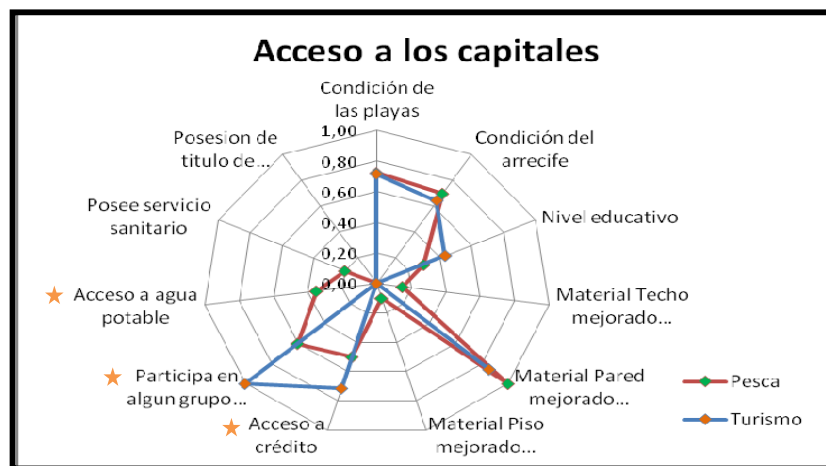 Acceso a los capitales
Condición de
las playas
Condición del
arrecife
Nivel educativo
Material Techo
mejorado...
Material Pared
mejorado...
Material Piso
mejorado...
Acceso a
crédito
Participa en
algun grupo...
Acceso a agua
potable
Posee servicio
sanitario
Posesion de
titulo de...
1,00
0,80
0,60
0,40
0,20
0,00
Pesca
Turismo